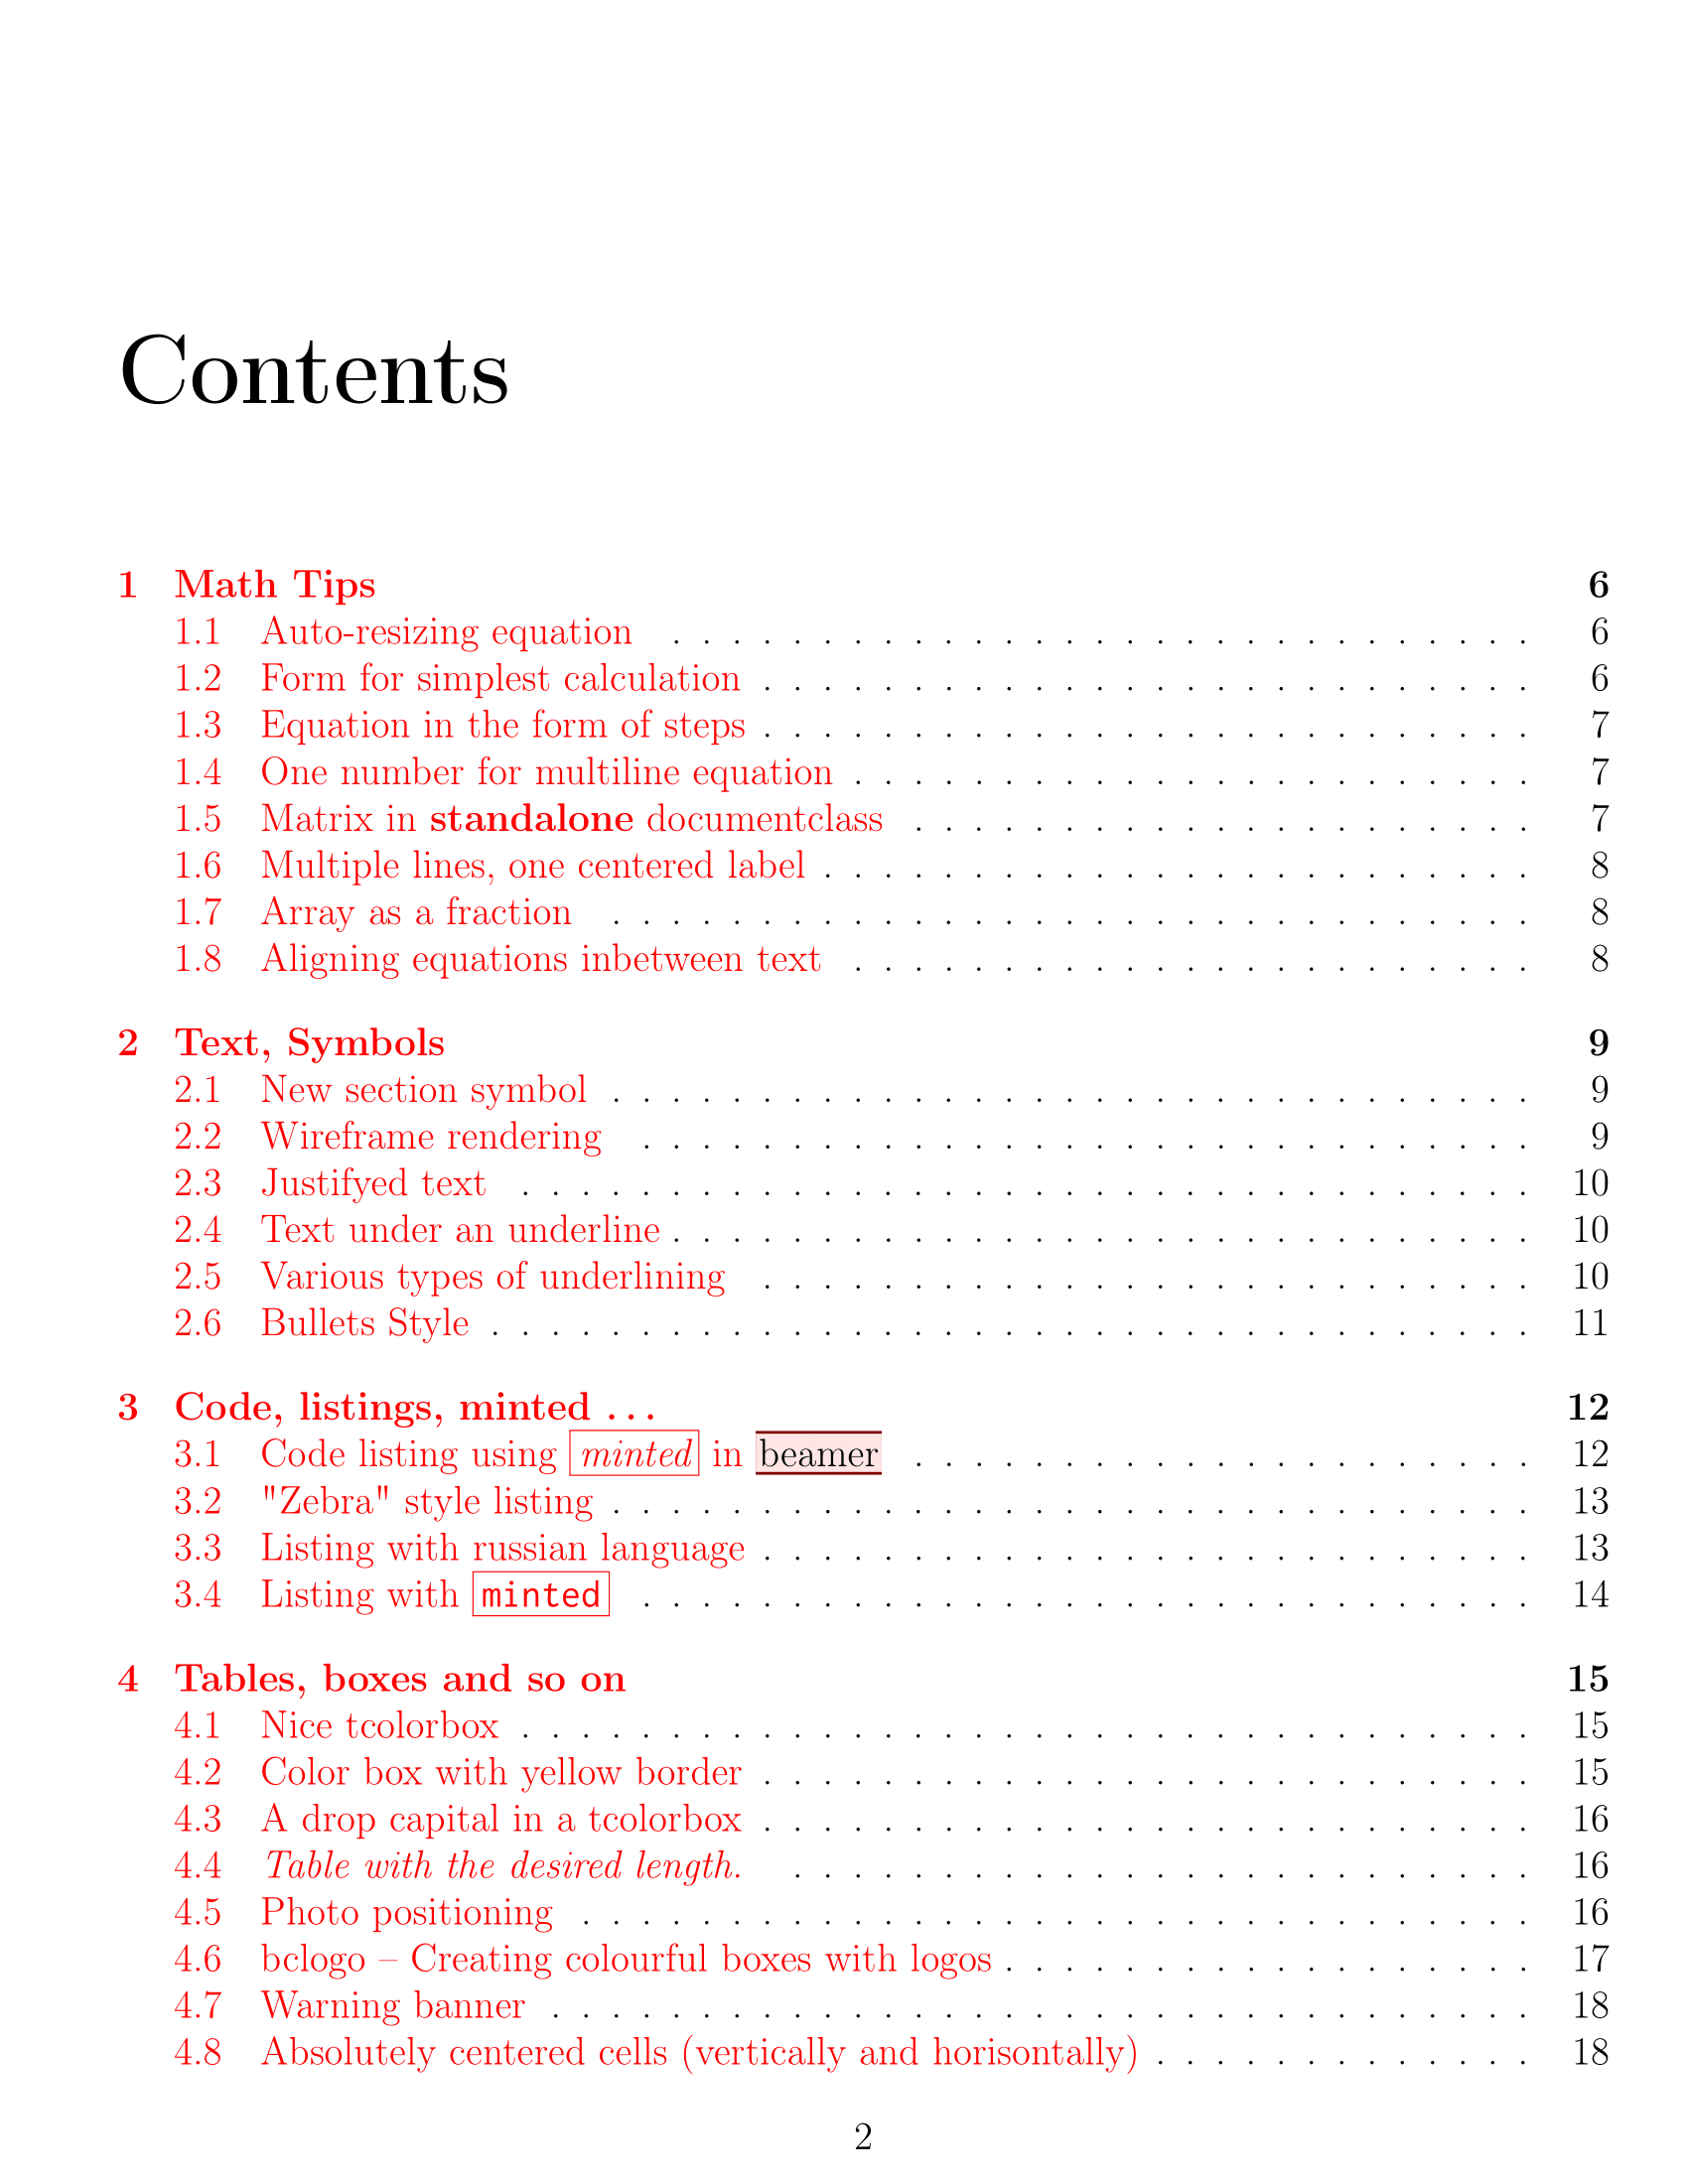 Contents
1 Math Tips 6
1.1 Auto-resizing equation . . . . . . . . . . . . . . . . . . . . . . . . . . . . . 6
1.2 Form for simplest calculation . . . . . . . . . . . . . . . . . . . . . . . . . . 6
1.3 Equation in the form of steps . . . . . . . . . . . . . . . . . . . . . . . . . . 7
1.4 One number for multiline equation . . . . . . . . . . . . . . . . . . . . . . . 7
1.5 Matrix in standalone documentclass . . . . . . . . . . . . . . . . . . . . . 7
1.6 Multiple lines, one centered label . . . . . . . . . . . . . . . . . . . . . . . . 8
1.7 Array as a fraction . . . . . . . . . . . . . . . . . . . . . . . . . . . . . . . 8
1.8 Aligning equations inbetween text . . . . . . . . . . . . . . . . . . . . . . . 8
2 Text, Symbols 9
2.1 New section symbol . . . . . . . . . . . . . . . . . . . . . . . . . . . . . . . 9
2.2 Wireframe rendering . . . . . . . . . . . . . . . . . . . . . . . . . . . . . . 9
2.3 Justifyed text . . . . . . . . . . . . . . . . . . . . . . . . . . . . . . . . . . 10
2.4 Text under an underline . . . . . . . . . . . . . . . . . . . . . . . . . . . . . 10
2.5 Various types of underlining . . . . . . . . . . . . . . . . . . . . . . . . . . 10
2.6 Bullets Style . . . . . . . . . . . . . . . . . . . . . . . . . . . . . . . . . . . 11
3 Code, listings, minted ... 12
3.1 Code listing using minted in beamer . . . . . . . . . . . . . . . . . . . . . 12
3.2 "Zebra" style listing . . . . . . . . . . . . . . . . . . . . . . . . . . . . . . . 13
3.3 Listing with russian language . . . . . . . . . . . . . . . . . . . . . . . . . . 13
3.4 Listing with minted . . . . . . . . . . . . . . . . . . . . . . . . . . . . . . 14
4 Tables, boxes and so on 15
4.1 Nice tcolorbox . . . . . . . . . . . . . . . . . . . . . . . . . . . . . . . . . . 15
4.2 Color box with yellow border . . . . . . . . . . . . . . . . . . . . . . . . . . 15
4.3 A drop capital in a tcolorbox . . . . . . . . . . . . . . . . . . . . . . . . . . 16
4.4 Table with the desired length. . . . . . . . . . . . . . . . . . . . . . . . . . 16
4.5 Photo positioning . . . . . . . . . . . . . . . . . . . . . . . . . . . . . . . . 16
4.6 bclogo – Creating colourful boxes with logos . . . . . . . . . . . . . . . . . . 17
4.7 Warning banner . . . . . . . . . . . . . . . . . . . . . . . . . . . . . . . . . 18
4.8 Absolutely centered cells (vertically and horisontally) . . . . . . . . . . . . . 18
2